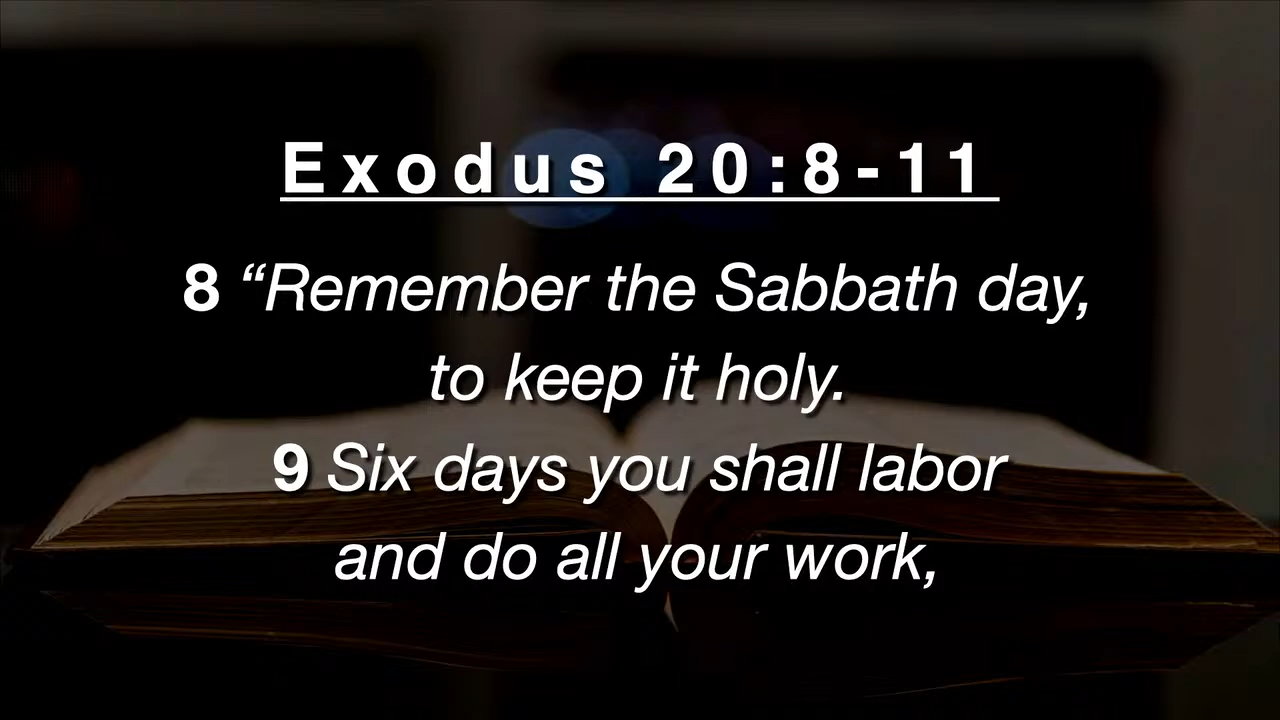 Exodus 20:8-11
8 “Remember the Sabbath day,
to keep it holy.
9 Six days you shall labor
and do all your work,